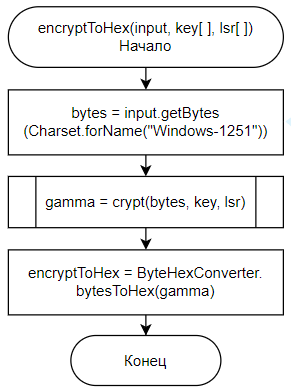 encryptToHex(input, key[ ], lsr[ ])
Начало
bytes = input.getBytes
(Charset.forName("Windows-1251"))
gamma = crypt(bytes, key, lsr)
encryptToHex = ByteHexConverter.
bytesToHex(gamma)
Конец